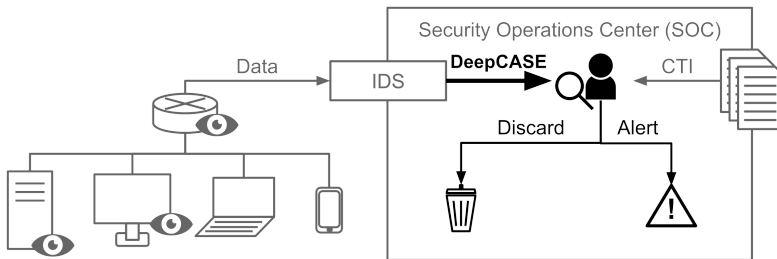 Security Operations Center (SOC)
Data
IDS
DeepCASE
CTI
Discard
Alert
!